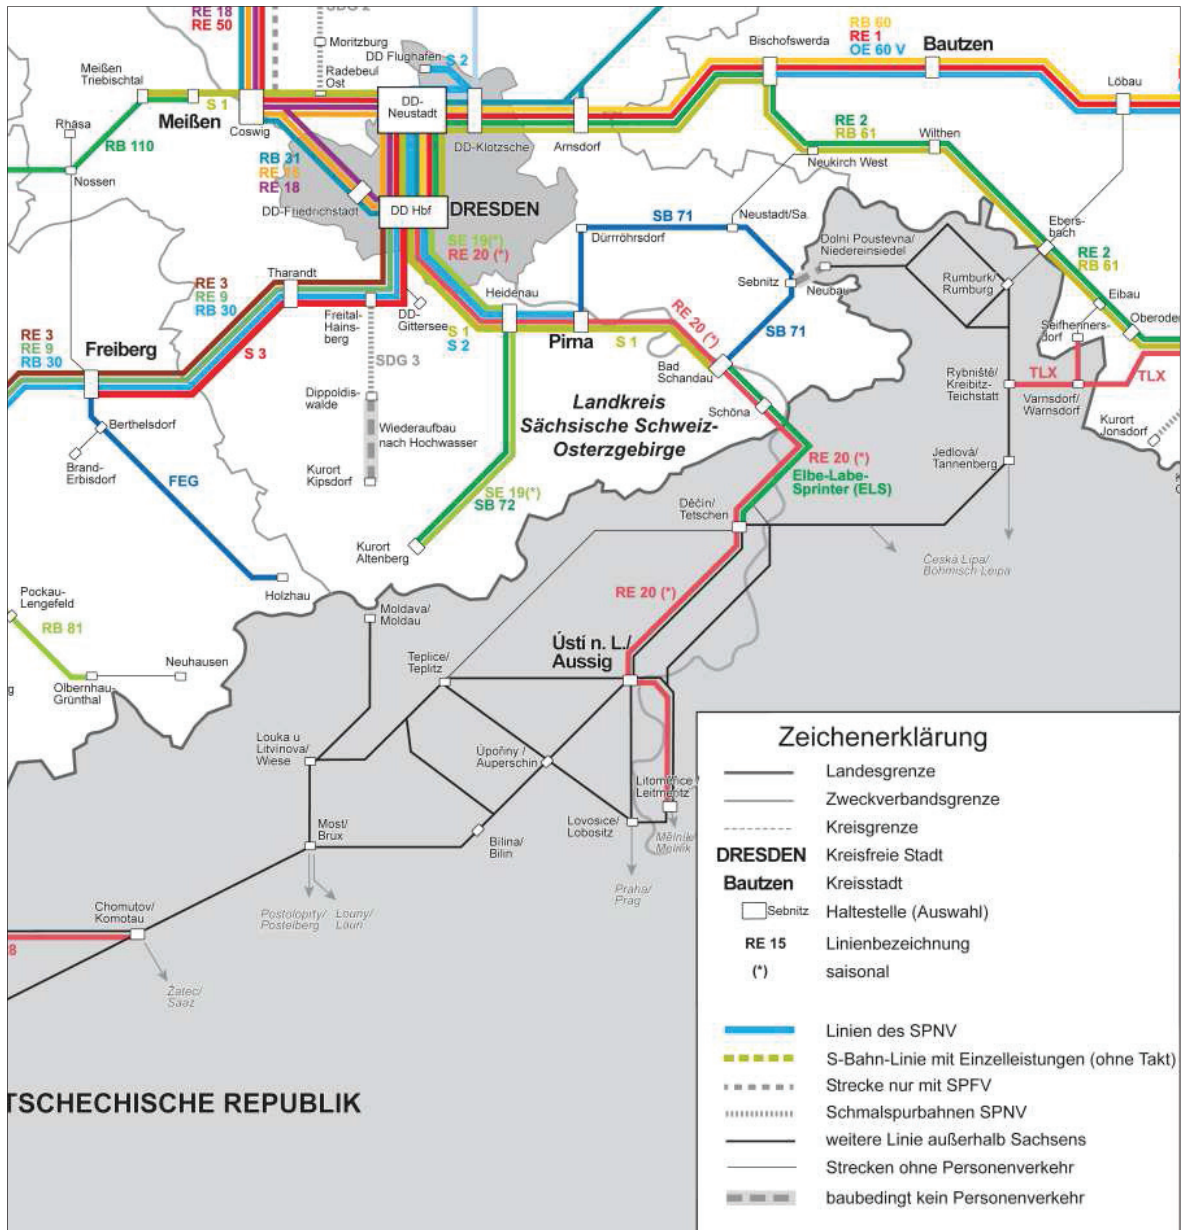 RE 18
RE 50
SDG 2
Moritzburg
DD Flughafen
S 2
RB 60
RE 1
OE 60 V
Bischofswerda
Bautzen
Löbau
Meißen
Triebischtal
Radebeul
Ost
S 1
Meißen
Coswig
DD-
Neustadt
DD-Klotzsche
Arnsdorf
RE 2
RB 61
Wilthen
Neukirch West
Rhäsa
RB 110
Nossen
RB 31
RE 15
RE 18
DD-Friedrichstadt
DD Hbf
DRESDEN
SE 19(*)
RE 20 (*)
SB 71
Dürrröhrsdorf
Neustadt/Sa.
Dolní Poustevna/
Niedereinsiedel
Ebers-
bach
RE 2
RB 61
Sebnitz
Neubau
Rumburk/
Rumburg
Eibau
Oberoder
Seifhenners-
dorf
Tharandt
RE 3
RE 9
RB 30
Freital-
Hains-
berg
DD-
Gittersee
Heidenau
S 1
S 2
Pirna
S 1
RE 20 (*)
SB 71
Bad
Schandau
RE 3
RE 9
RB 30
Freiberg
S 3
SDG 3
Rybniště/
Kreibitz-
Teichstatt
TLX
TLX
Varnsdorf/
Warnsdorf
Dippoldis-
walde
Landkreis
Sächsische Schweiz-
Osterzgebirge
Schöna
Kurort
Jonsdorf
Berthelsdorf
Wiederaufbau
nach Hochwasser
Brand-
Erbisdorf
FEG
Kurort
Kipsdorf
RE 20 (*)
Elbe-Labe-
Sprinter (ELS)
Jedlová/
Tannenberg
SE 19(*)
SB 72
Děčín/
Tetschen
Kurort
Altenberg
Česká Lípa/
Böhmisch Leipa
Holzhau
Pockau-
Lengefeld
RB 81
Moldava/
Moldau
RE 20 (*)
Neuhausen
Olbernhau-
Grünthal
g
Teplice/
Teplitz
Ústí n. L./
Aussig
Louka u
Litvínova/
Wiese
Úpořiny /
Auperschin
Litoměřice /
Leitmeritz
Most/
Brux
Bílina/
Bilin
Lovosice/
Lobositz
Mělník/
Melnik
Praha/
Prag
Chomutov/
Komotau
Postoloprty/
Postelberg
Louny/
Laun
8
Žatec/
Saaz
TSCHECHISCHE REPUBLIK
Zeichenerklärung
Landesgrenze
Zweckverbandsgrenze
Kreisgrenze
DRESDEN Kreisfreie Stadt
Bautzen Kreisstadt
Sebnitz Haltestelle (Auswahl)
RE 15 Linienbezeichnung
(*) saisonal
Linien des SPNV
S-Bahn-Linie mit Einzelleistungen (ohne Takt)
Strecke nur mit SPFV
Schmalspurbahnen SPNV
weitere Linie außerhalb Sachsens
Strecken ohne Personenverkehr
baubedingt kein Personenverkehr